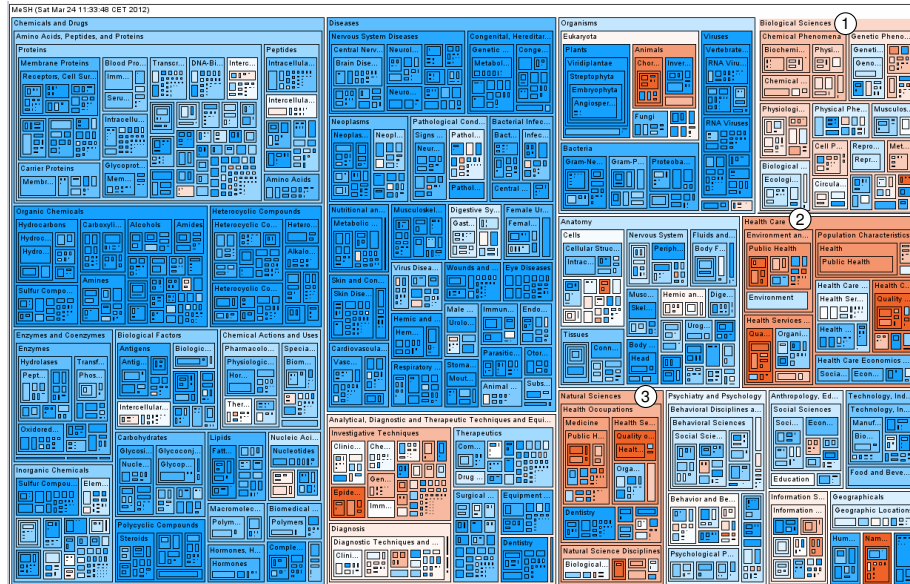 MeSH (Sat Mar 24 11:33:48 CET 2012)
Chemicals and Drugs
Amino Acids, Peptides, and Proteins
Proteins
Membrane Proteins
Receptors, Cell Sur...
Blood Pro...
Imm...
Seru...
Transcr...
DNA-Bi...
Interc...
Intracellu...
Carrier Proteins
Membr...
Glycoprot...
Mem...
Peptides
Intracellula...
Intercellula...
Amino Acids
Organic Chemicals
Hydrocarbons
Hydroc...
Hydro...
Carboxyli...
Alcohols
Amides
Sulfur Compo...
Amines
Heterocyclic Compounds
Heterocyclic Co...
Hetero...
Alkalo...
Heterocyclic Co...
Enzymes and Coenzymes
Enzymes
Hydrolases
Pept...
Transf...
Phos...
Oxidored...
Biological Factors
Antigens
Antig...
Biologic...
Intercellular...
Chemical Actions and Uses
Pharmacolo...
Physiologic...
Hor...
Ther...
Specia...
Biom...
Carbohydrates
Glycosi...
Nucle...
Glycoconj...
Glycop...
Lipids
Fatt...
Nucleic Aci...
Nucleotides
Inorganic Chemicals
Sulfur Compou...
Elem...
Polycyclic Compounds
Steroids
Macromolec...
Polym...
Biomedical ...
Polymers
Hormones, H...
Hormones
Comple...
Diseases
Nervous System Diseases
Central Nerv...
Brain Dise...
Neurol...
Neuro...
Congenital, Hereditar...
Genetic ...
Metabol...
Conge...
Neoplasms
Neoplas...
Neopl...
Pathological Cond...
Signs ...
Neur...
Pathol...
Pathol...
Bacterial Infec...
Bact...
Infec...
Central ...
Nutritional an...
Metabolic ...
Musculoskel...
Digestive Sy...
Gast...
Female Ur...
Femal...
Skin and Con...
Skin Dise...
Virus Disea...
Wounds and ...
Eye Diseases
Hemic and ...
Hem...
Male ...
Urolo...
Immun...
Endo...
Cardiovascula...
Vasc...
Respiratory ...
Stoma...
Mout...
Parasitic...
Otor...
Animal ...
Subs...
Analytical, Diagnostic and Therapeutic Techniques and Equi...
Investigative Techniques
Clinic...
Che...
Gen...
Epide...
Imm...
Therapeutics
Com...
Drug ...
Surgical ...
Equipment ...
Diagnosis
Diagnostic Techniques and ...
Clini...
Dentistry
Organisms
Eukaryota
Plants
Viridiplantae
Streptophyta
Embryophyta
Angiosper...
Animals
Chor...
Inver...
Fungi
Viruses
Vertebrate...
RNA Viru...
RNA Viruses
Bacteria
Gram-Ne...
Gram-P...
Proteoba...
Anatomy
Cells
Cellular Struc...
Intrac...
Nervous System
Periph...
Fluids and...
Body F...
Musc...
Skel...
Hemic an...
Dige...
Tissues
Conn...
Body ...
Head
Urog...
Biological Sciences
1
Chemical Phenomena
Biochemi...
Physi...
Chemical ...
Genetic Pheno...
Geneti...
Geno...
Physiologi...
Physical Phe...
Musculos...
Cell P...
Repro...
Repr...
Met...
Biological ...
Ecologi...
Circula...
2
Health Care
Environment an...
Public Health
Environment
Population Characteristics
Health
Public Health
Health Care ...
Health Ser...
Health C...
Quality ...
Health Services...
Qua...
Organi...
Health ...
Health Care Economics ...
Socia...
Econ...
Natural Sciences
3
Health Occupations
Medicine
Public H...
Health Se...
Quality o...
Healt...
Orga...
Dentistry
Natural Science Disciplines
Biological...
Psychiatry and Psychology
Behavioral Disciplines a...
Behavioral Sciences
Social Scie...
Behavior and Be...
Psychological P...
Anthropology, Ed...
Social Sciences
Soci...
Econ...
Education
Technology, Ind...
Technology, In...
Manuf...
Bio...
Food and Beve...
Information S...
Information ...
Geographicals
Geographic Locations
Hum...
Nam...